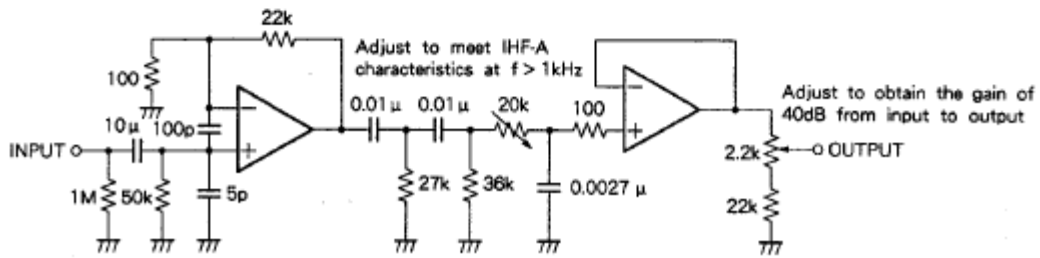 22k
Adjust to meet IHF-A
characteristics at f > 1kHz
100
0.01 μ
0.01 μ
20k
100
Adjust to obtain the gain of
40dB from input to output
10μ
100p
INPUT
2.2k
OUTPUT
1M
50k
5p
27k
36k
0.0027 μ
22k